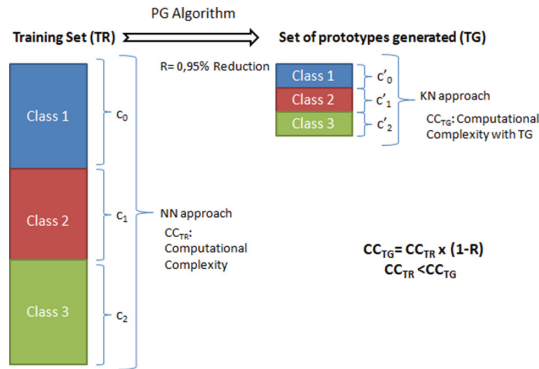 PG Algorithm
Training Set (TR)
Set of prototypes generated (TG)
R= 0,95% Reduction
Class 1
c0
Class 2
c1
Class 3
c2
NN approach
CCTR:
Computational
Complexity
Class 1
c'0
Class 2
c'1
Class 3
c'2
KN approach
CCTG: Computational
Complexity with TG
CCTG= CCTR x (1-R)
CCTR <CCTG